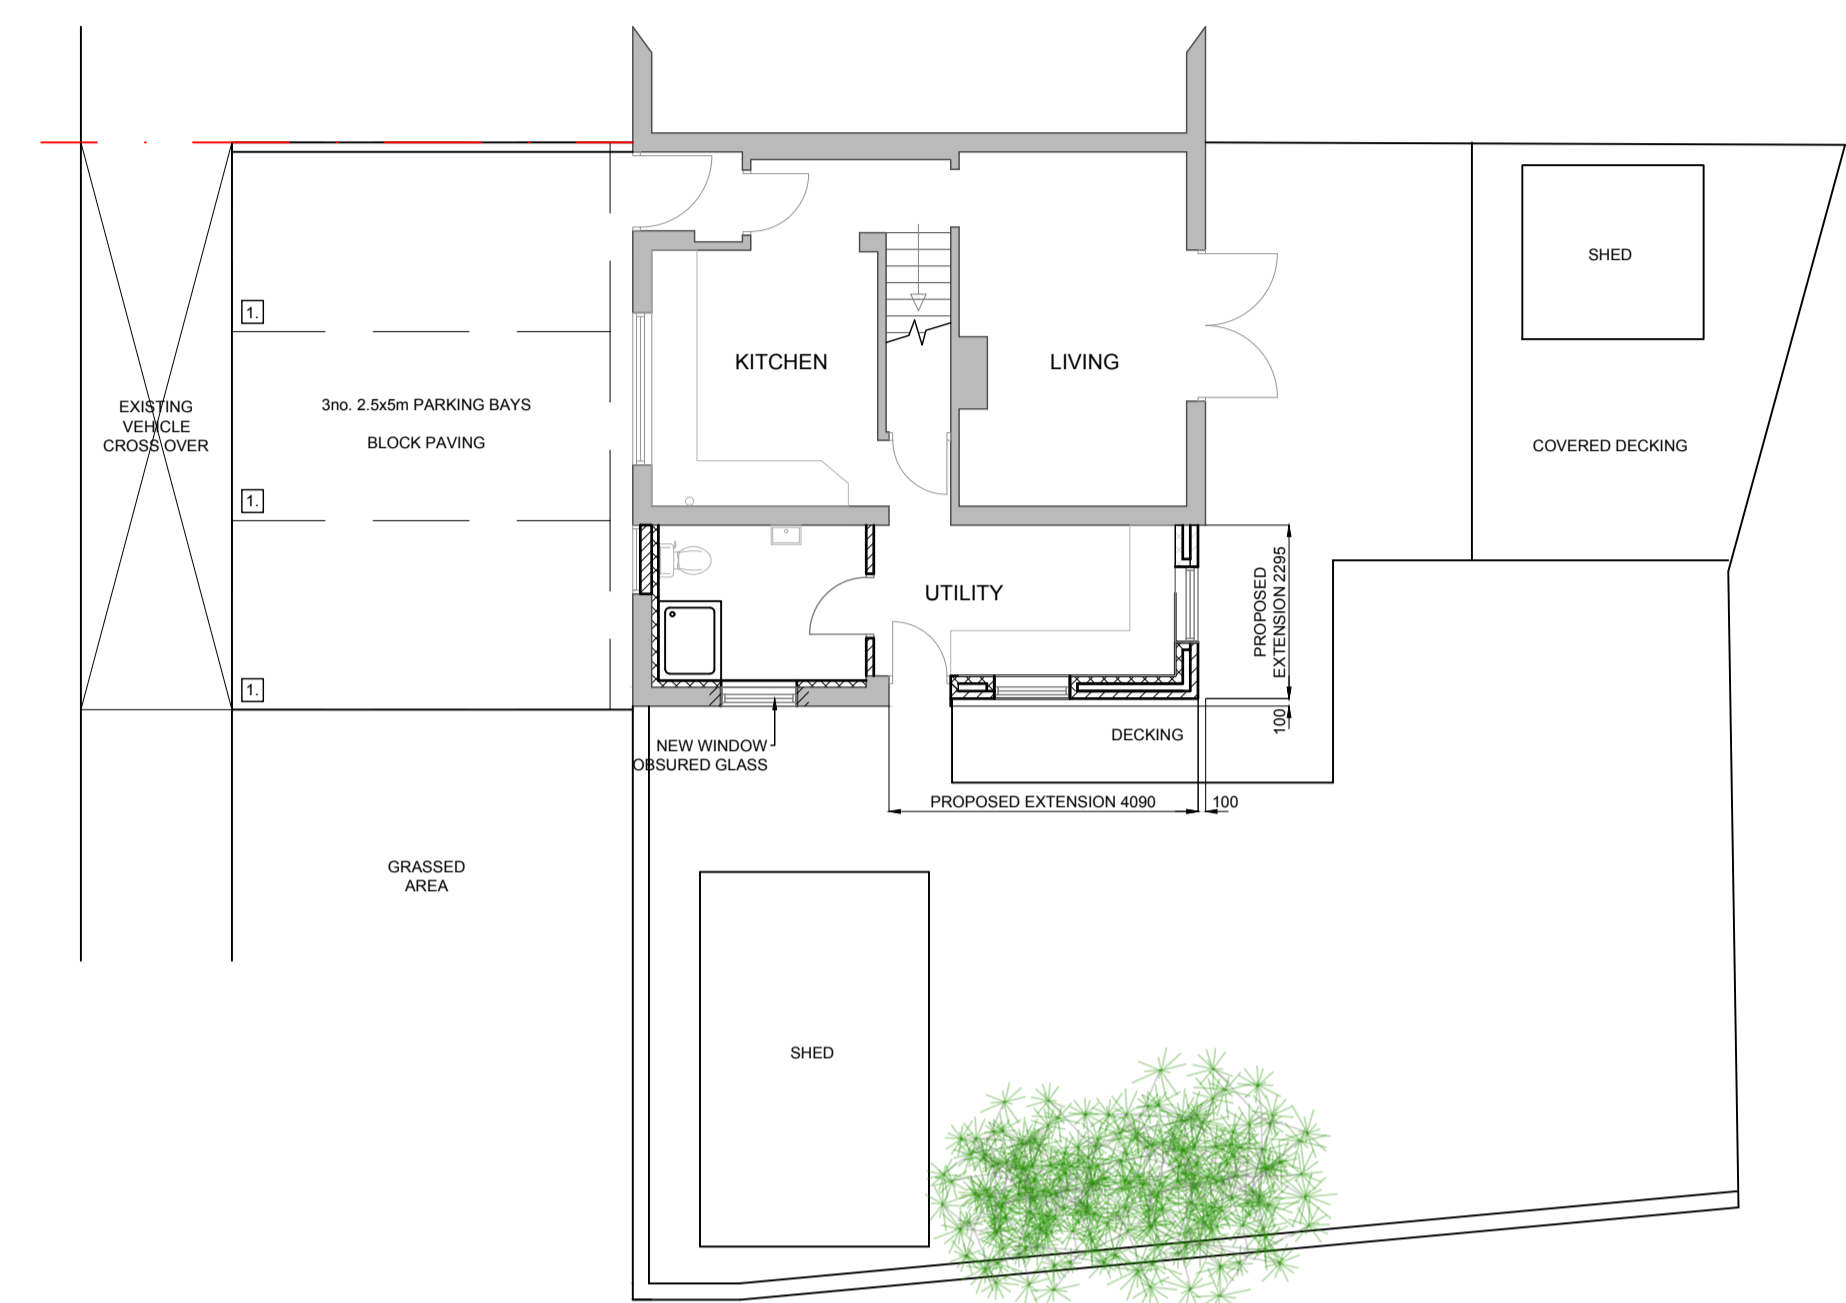 SHED
1.
KITCHEN
LIVING
EXISTING
VEHICLE
CROSS OVER
3no. 2.5x5m PARKING BAYS
BLOCK PAVING
COVERED DECKING
1.
UTILITY
PROPOSED
EXTENSION 2295
1.
100
NEW WINDOW
OBSURED GLASS
DECKING
PROPOSED EXTENSION 4090
100
GRASSED
AREA
SHED